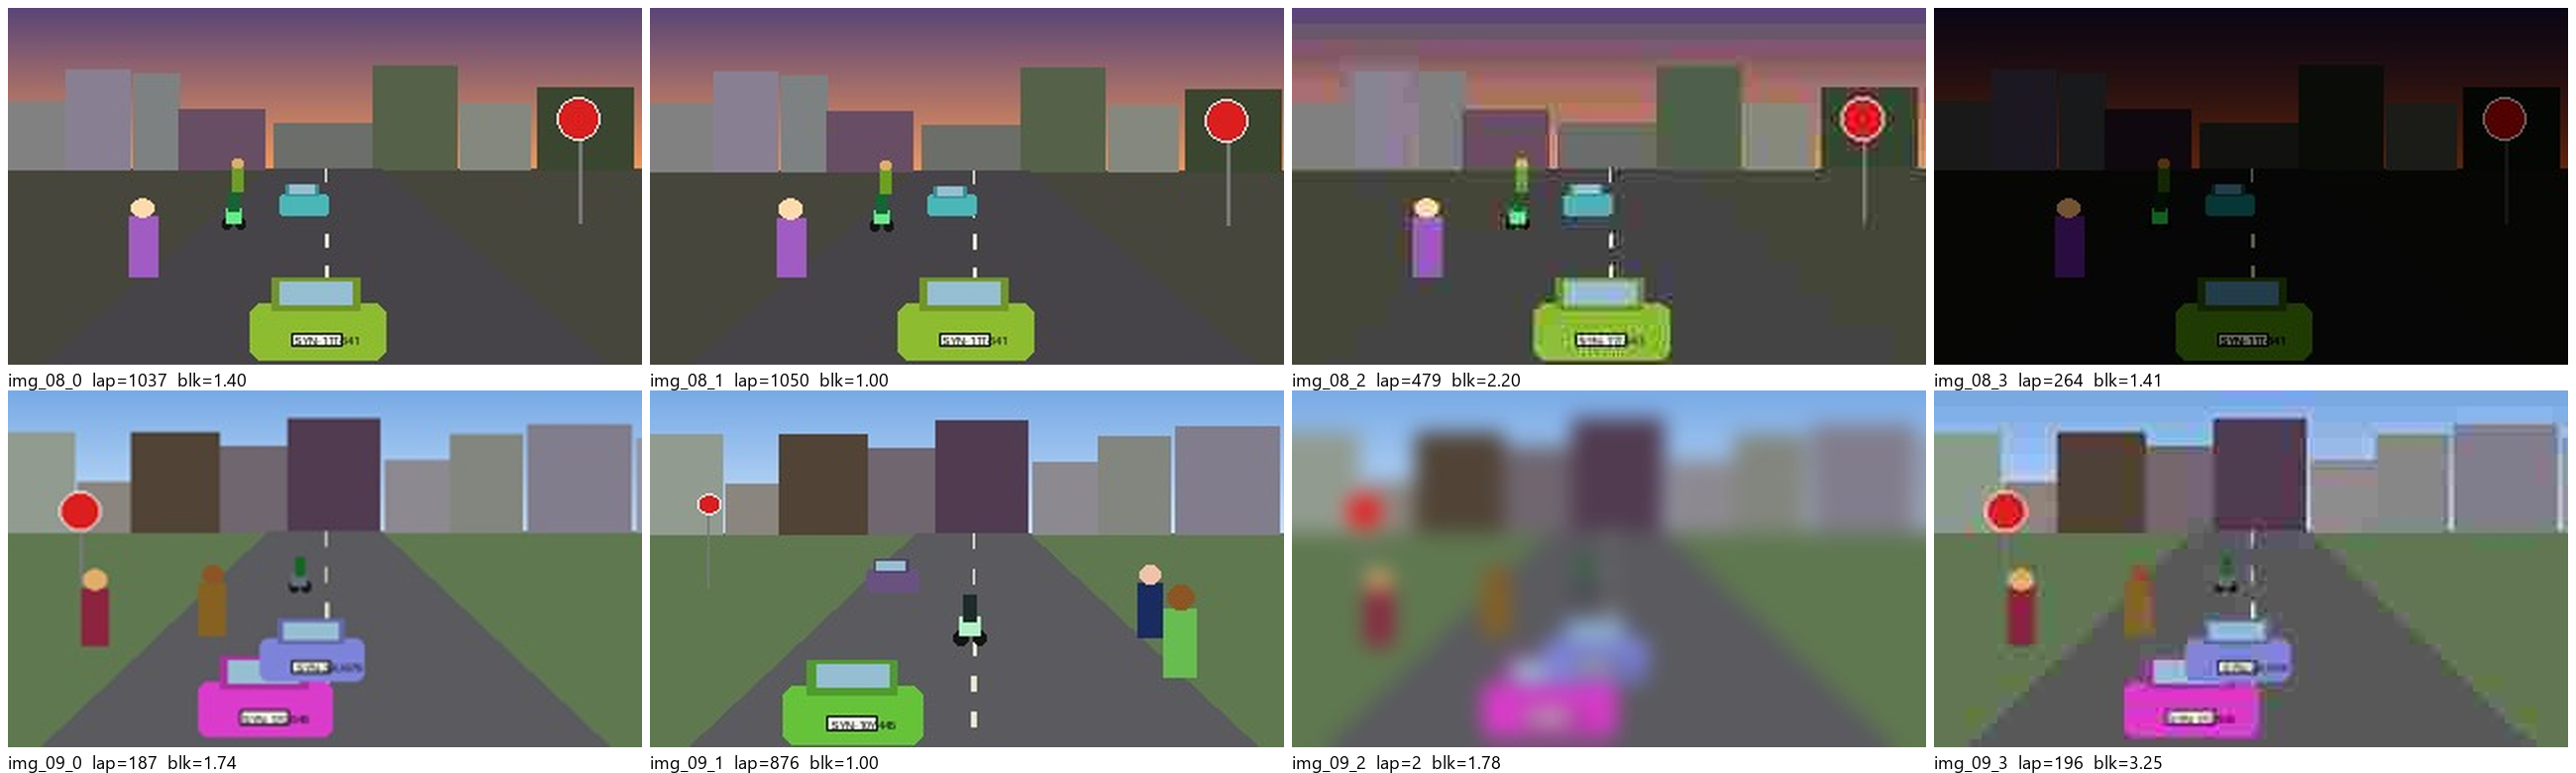 img_08_0 lap=1037 blk=1.40
img_08_1 lap=1050 blk=1.00
img_08_2 lap=479 blk=2.20
img_08_3 lap=264 blk=1.41
img_09_0 lap=187 blk=1.74
img_09_1 lap=876 blk=1.00
img_09_2 lap=2 blk=1.78
img_09_3 lap=196 blk=3.25